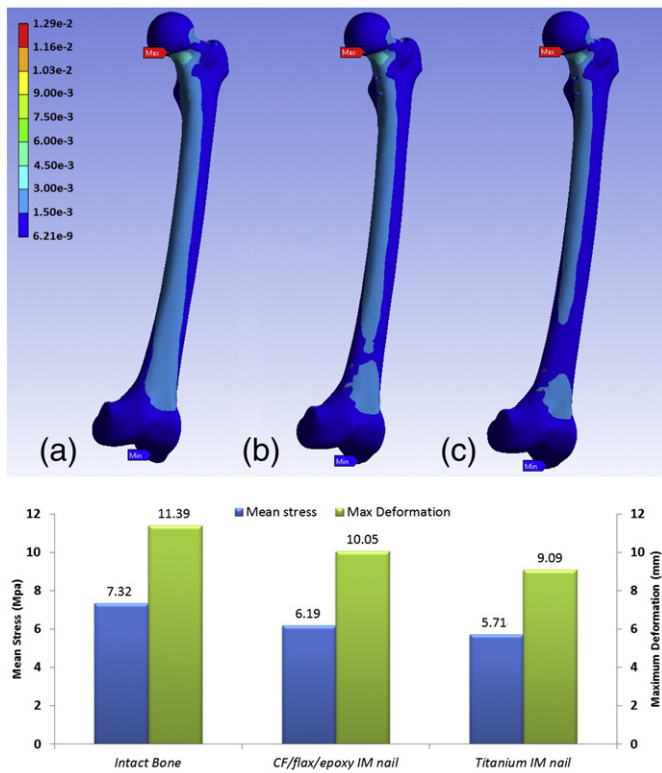 1.29e-2
1.16e-2
1.03e-2
9.00e-3
7.50e-3
6.00e-3
4.50e-3
3.00e-3
1.50e-3
6.21e-9
Max
Max
Max
(a)
(b)
(c)
Min
Min
Min
Mean stress
Max Deformation
Mean Stress (Mpa)
12
10
8
6
4
2
0
7.32
11.39
6.19
10.05
5.71
9.09
12
10
8
6
4
2
0
Maximum Deformation (mm)
Intact Bone
CF/flax/epoxy IM nail
Titanium IM nail